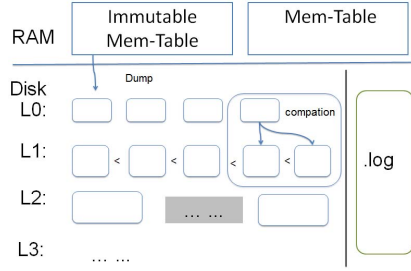 Immutable
Mem-Table
Mem-Table
RAM
Dump
Disk
L0:
compation
L1:
< < < < <
.log
L2:
... ...
L3:
... ...